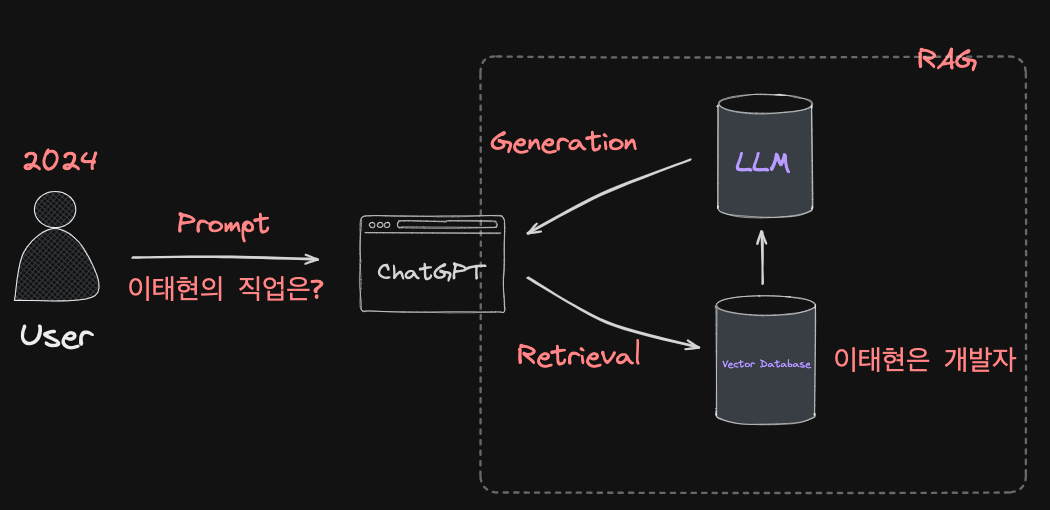 RAG
Generation
LLM
2024
Prompt
ChatGPT
이태현의 직업은?
User
Retrieval
Vector Database
이태현은 개발자